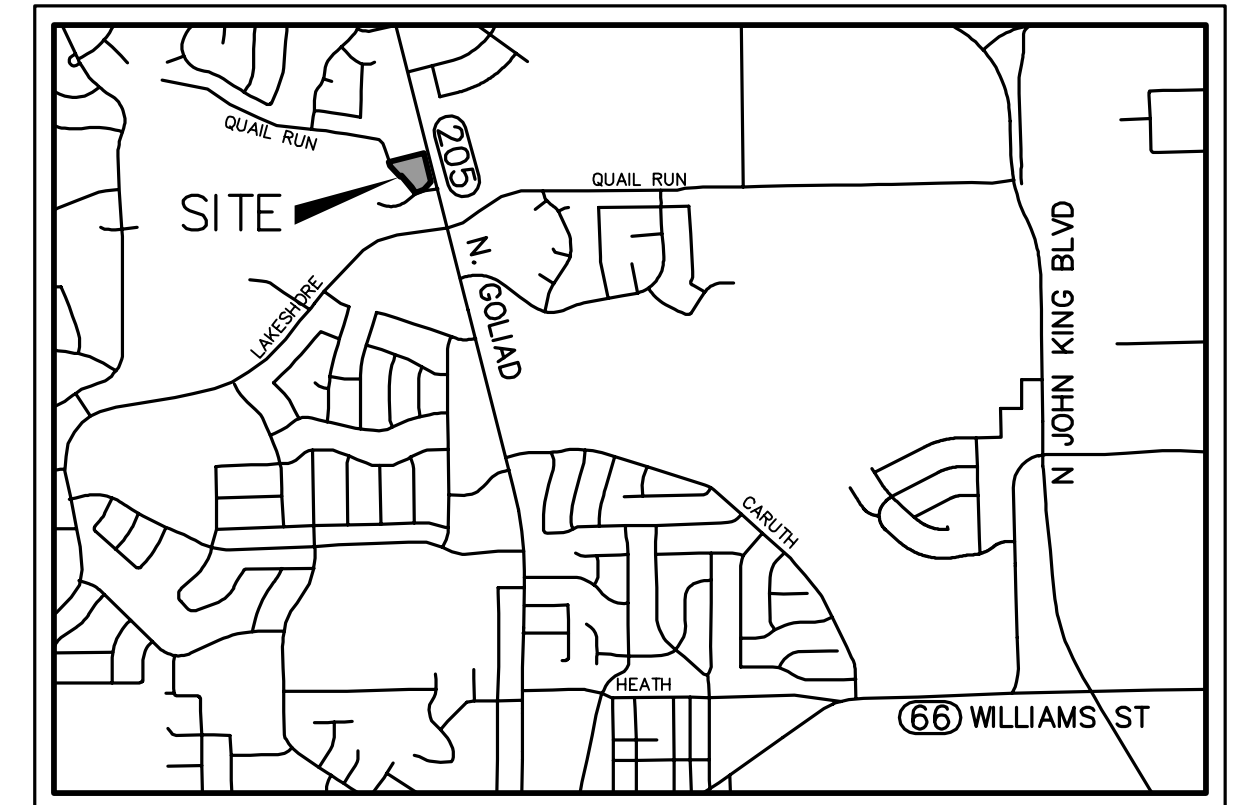 QUAIL RUN
205
SITE
QUAIL RUN
N. GOLIAD
LAKESHORE
N JOHN KING BLVD
CARUTH
HEATH
66 WILLIAMS ST